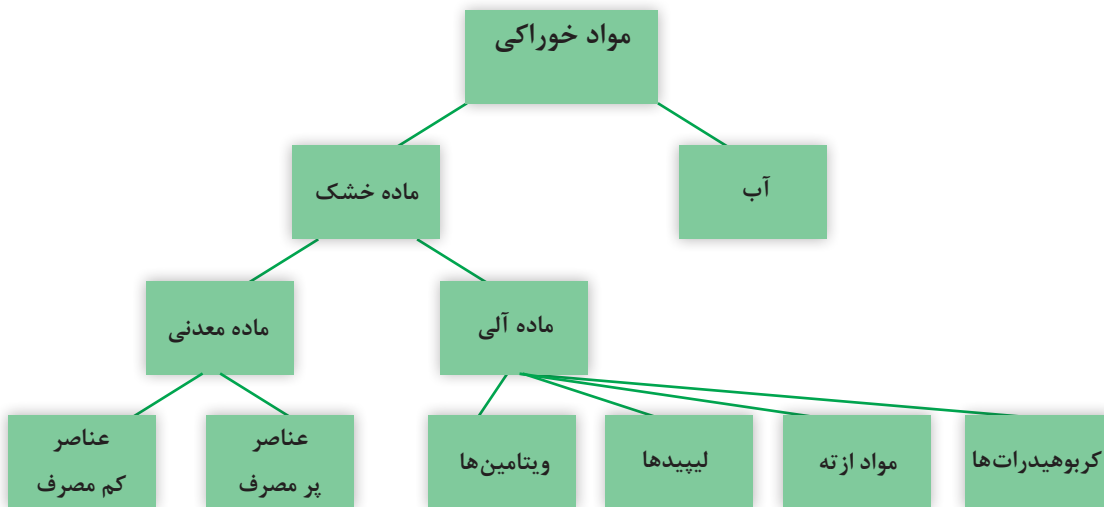 مواد خوراکی
آب
ماده خشک
ماده آلی
ماده معدنی
کربوهیدرات‌ها
مواد ازته
لیپیدها
ویتامین‌ها
عناصر
پر مصرف
عناصر
کم مصرف